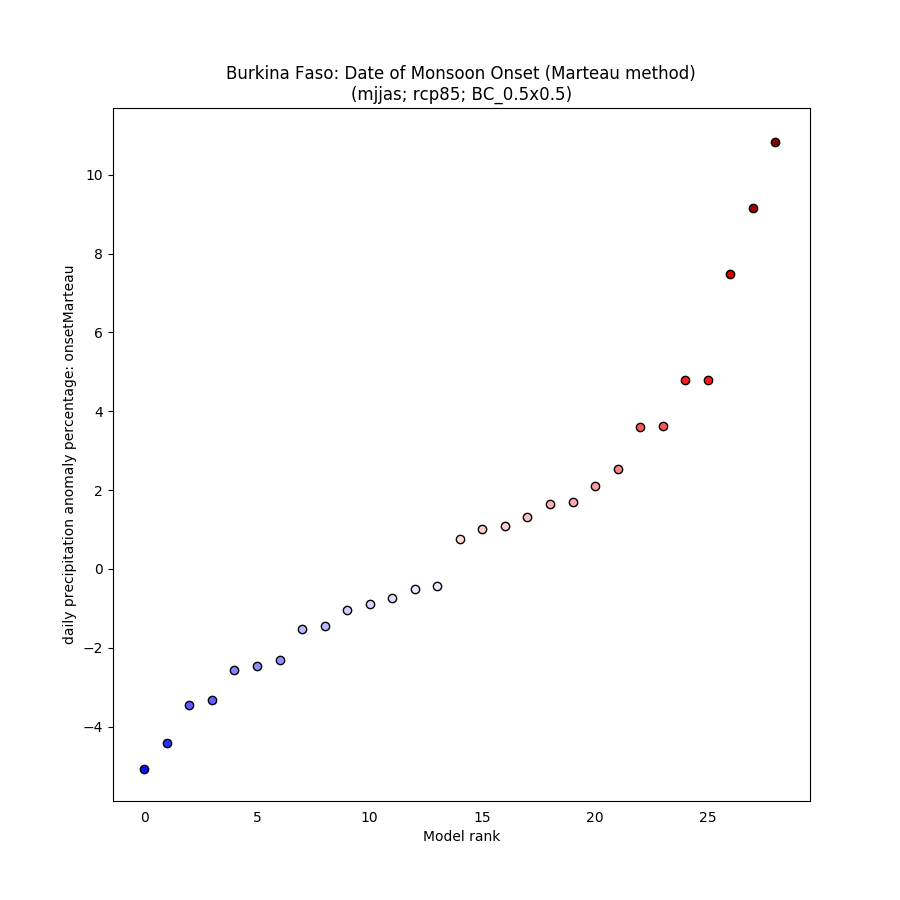 Burkina Faso: Date of Monsoon Onset (Marteau method)
(mjjas; rcp85; BC_0.5x0.5)
daily precipitation anomaly percentage: onsetMarteau
10
8
6
4
2
0
−2
−4
0 5 10 15 20 25
Model rank